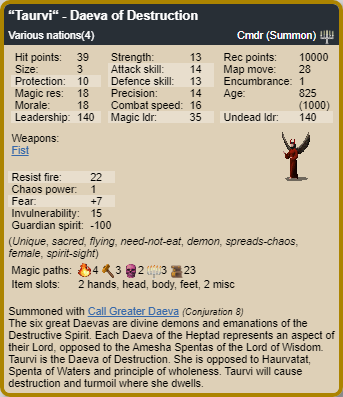 “Taurvi“ - Daeva of Destruction
Various nations(4) Cmdr (Summon)
Hit points: 39 Strength: 13 Rec points: 10000
Size: 3 Attack skill: 14 Map move: 28
Protection: 10 Defence skill: 13 Encumbrance: 1
Magic res: 18 Precision: 14 Age: 825
Morale: 18 Combat speed: 16 (1000)
Leadership: 140 Magic ldr: 35 Undead ldr: 140
Weapons:
Fist
Resist fire: 22
Chaos power: 1
Fear: +7
Invulnerability: 15
Guardian spirit: -100
(Unique, sacred, flying, need-not-eat, demon, spreads-chaos,
female, spirit-sight)
Magic paths: 4 3 2 3 23
Item slots: 2 hands, head, body, feet, 2 misc
Summoned with Call Greater Daeva (Conjuration 8)
The six great Daevas are divine demons and emanations of the
Destructive Spirit. Each Daeva of the Heptad represents an aspect of
their Lord, opposed to the Amesha Spentas of the Lord of Wisdom.
Taurvi is the Daeva of Destruction. She is opposed to Haurvatat,
Spenta of Waters and principle of wholeness. Taurvi will cause
destruction and turmoil where she dwells.